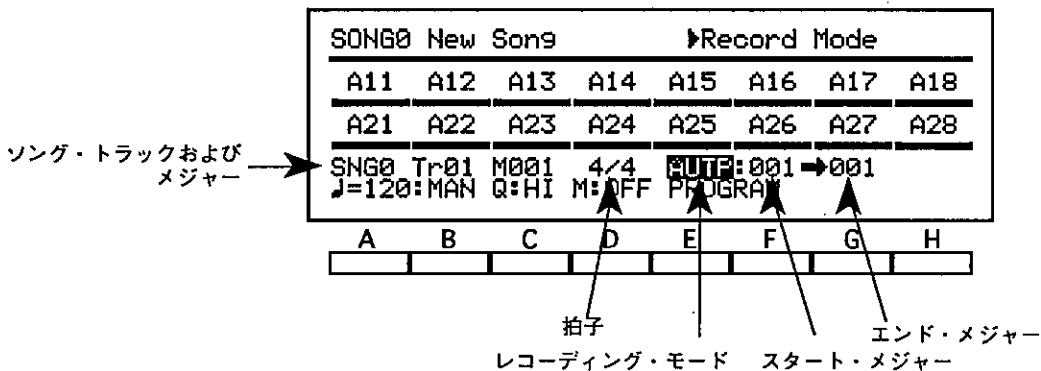 SONG0 New Song ▶Record Mode
A11 A12 A13 A14 A15 A16 A17 A18
A21 A22 A23 A24 A25 A26 A27 A28
ソング・トラックおよび
メジャー
SNG0 Tr01 M001 4/4 AUTP:001➡001
♩=120:MAN Q:HI M:OFF PROGRAM
A B C D E F G H
拍子
エンド・メジャー
レコーディング・モード スタート・メジャー